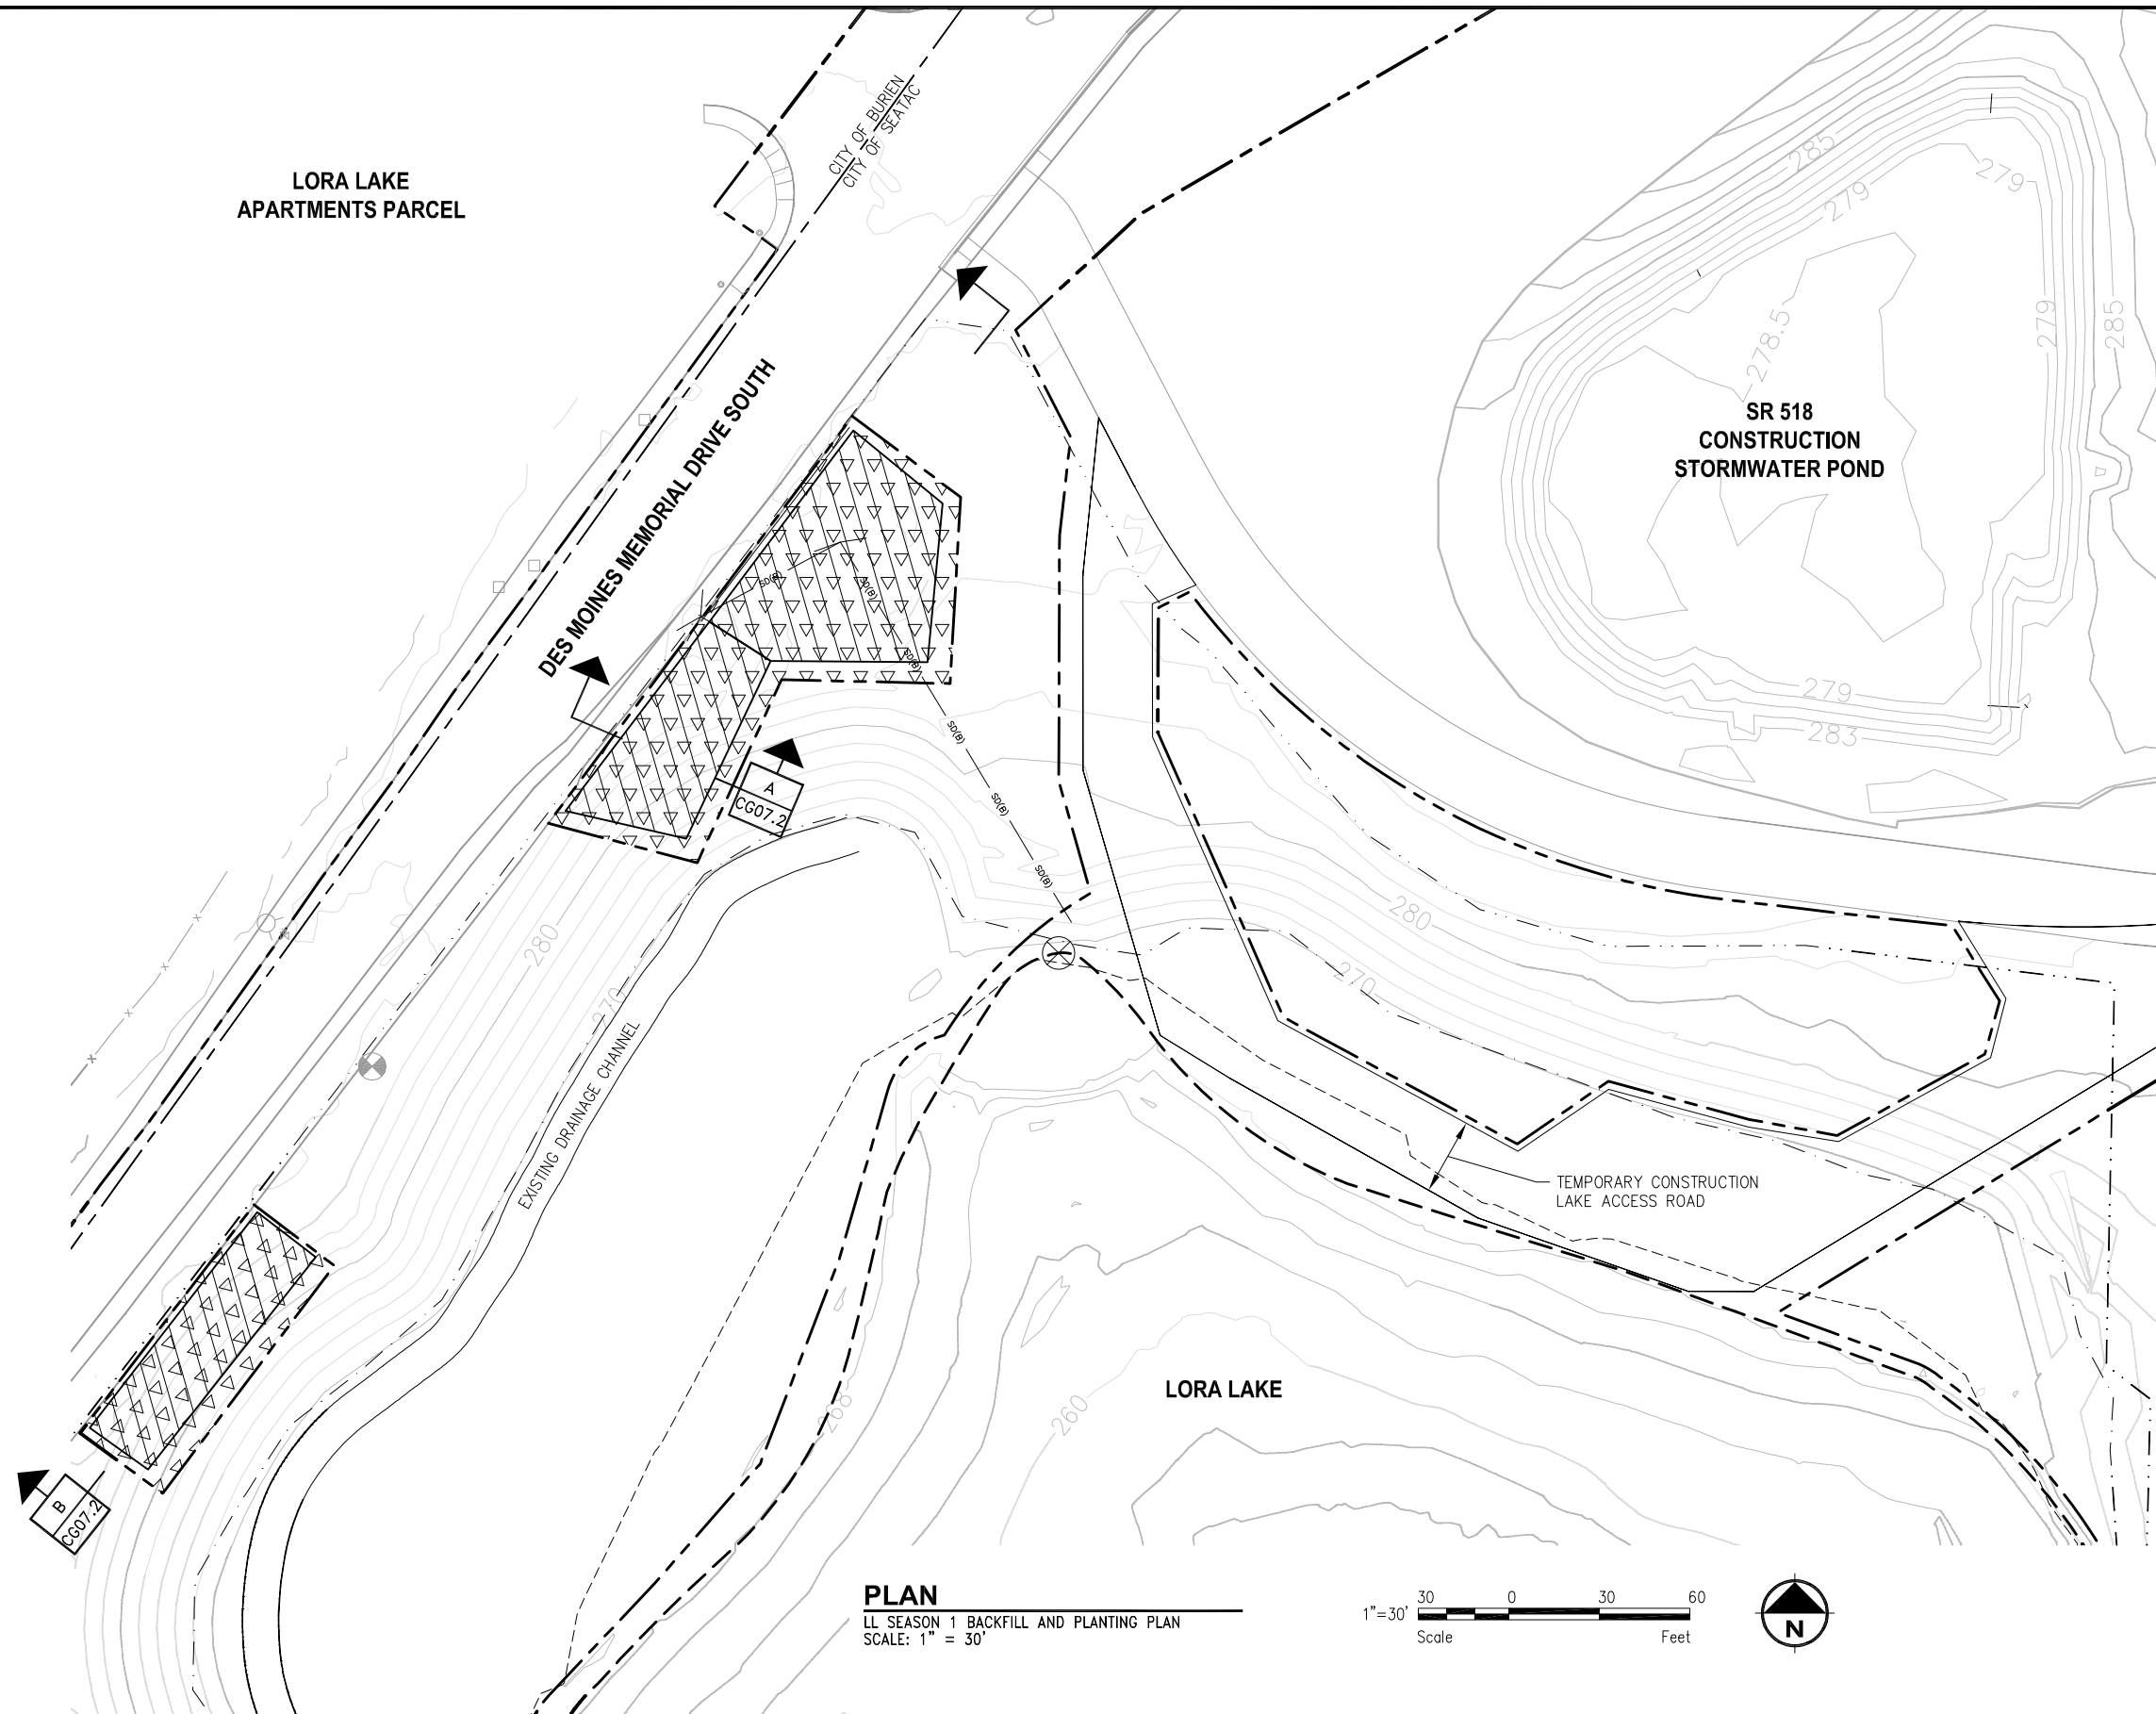 CITY OF BURIEN
CITY OF SEATAC
LORA LAKE
APARTMENTS PARCEL
285
279
279
279
285
278.5
SR 518
CONSTRUCTION
STORMWATER POND
279
283
DES MOINES MEMORIAL DRIVE SOUTH
SD(B)
SD(B)
SD(B)
SD(B)
SD(B)
SD(B)
A
CG07.2
280
280
270
270
EXISTING DRAINAGE CHANNEL
TEMPORARY CONSTRUCTION
LAKE ACCESS ROAD
LORA LAKE
268
260
B
CG07.2
PLAN
LL SEASON 1 BACKFILL AND PLANTING PLAN
SCALE: 1" = 30'
1"=30'
30 0 30 60
Scale Feet
N